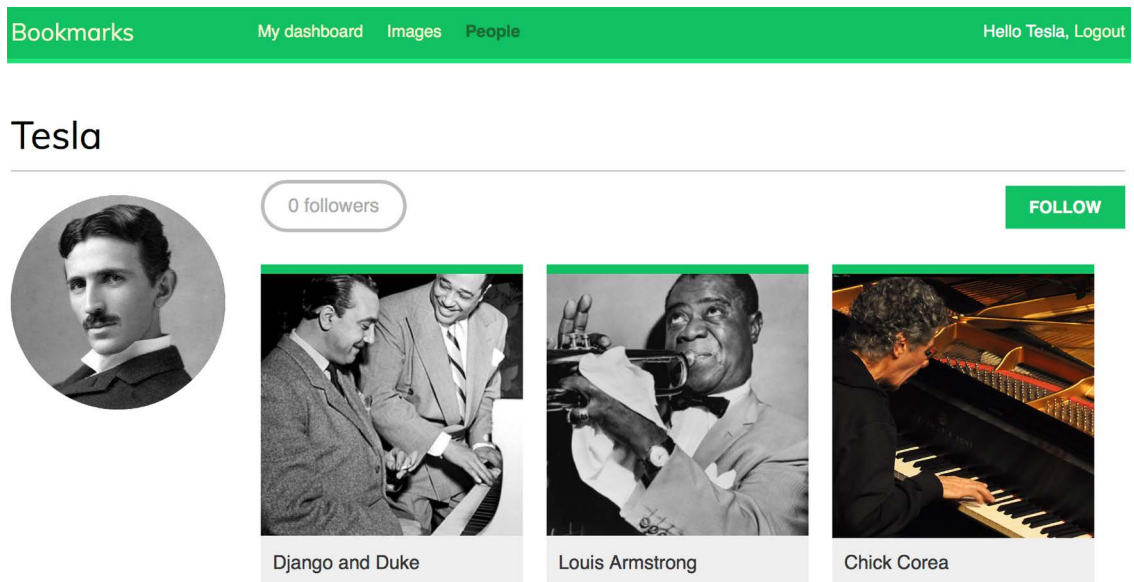 Bookmarks My dashboard Images People Hello Tesla, Logout
Tesla
0 followers FOLLOW
Django and Duke Louis Armstrong Chick Corea